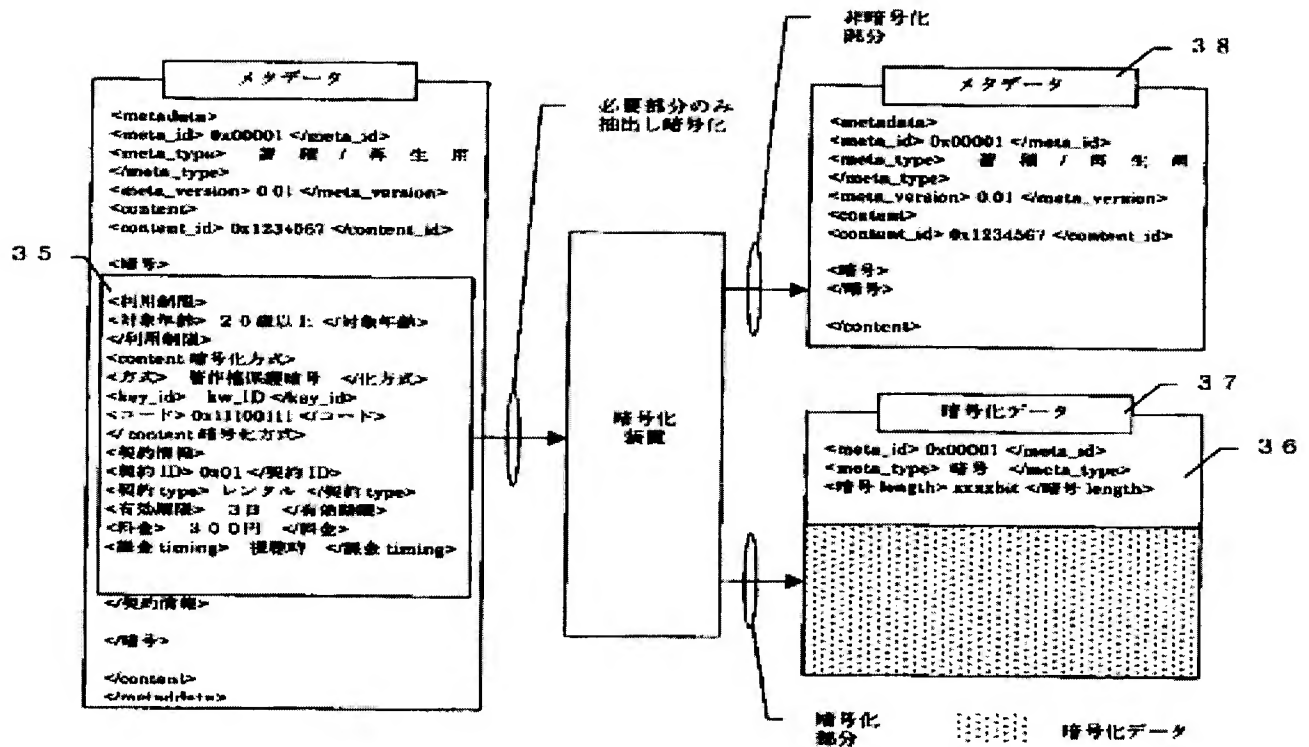 メタデータ
<metadata>
<meta_id> 0x00001 </meta_id>
<meta_type> 蓄積/再生用
</meta_type>
<meta_version> 0.01 </meta_version>
<content>
<content_id> 0x1234567 </content_id>
<暗号>
35
<利用制限>
<対象年齢> 20歳以上 </対象年齢>
</利用制限>
<content 暗号化方式>
<方式> 著作権保護暗号 </化方式>
<key_id> kw_ID </key_id>
<コード> 0x11100111 </コード>
</content 暗号化方式>
<契約情報>
<契約 ID> 0x01 </契約 ID>
<契約 type> レンタル </契約 type>
<有効期限> 3日 </有効期限>
<料金> 300円 </料金>
<課金 timing> 視聴時 </課金 timing>
</契約情報>
</暗号>
</content>
</metaddata>
必要部分のみ
抽出し暗号化
暗号化
装置
非暗号化
部分
38
メタデータ
<metadata>
<meta_id> 0x00001 </meta_id>
<meta_type> 蓄積/再生用
</meta_type>
<meta_version> 0.01 </meta_version>
<content>
<content_id> 0x1234567 </content_id>
<暗号>
</暗号>
</content>
37
暗号化データ
36
<meta_id> 0x00001 </meta_id>
<meta_type> 暗号 </meta_type>
<暗号 length> xxxxbit </暗号 length>
暗号化
部分
暗号化データ